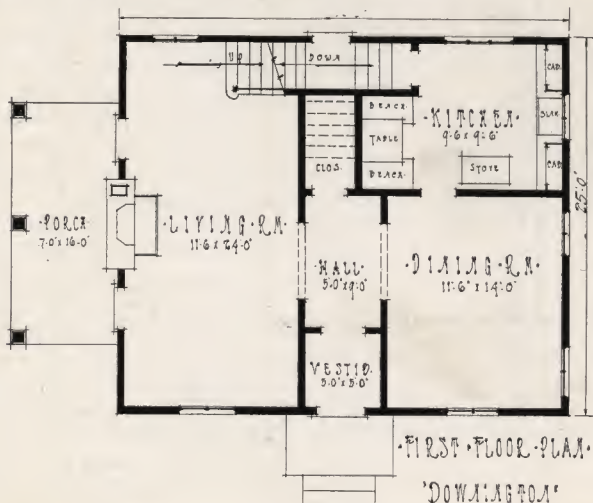 UP
DOWN
CAB.
BENCH
·KITCHEN·
9'-6" x 9'-6"
SINK
TABLE
STOVE
CAB.
CLOS.
BENCH
25'-0"
·PORCH·
7'-0" x 16'-0"
·LIVING·RM·
11'-6" x 24'-0"
·HALL·
5'-0" x 9'-0"
·DINING·RM·
11'-6" x 14'-0"
VESTIB.
5'-0" x 5'-0"
·FIRST·FLOOR·PLAN·
"DOWNINGTON"